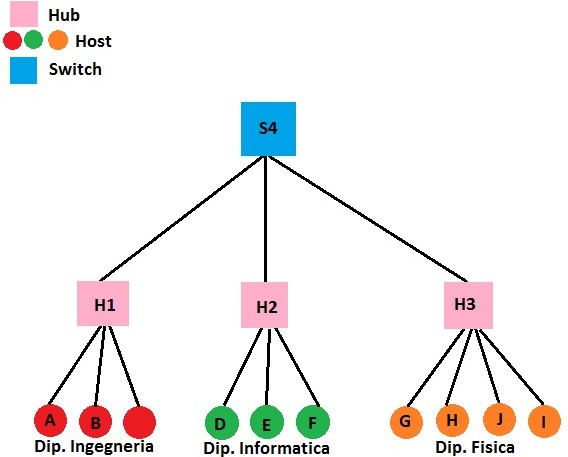 Hub
Host
Switch
S4
H1
H2
H3
A
B
D
E
F
G
H
J
I
Dip. Ingegneria
Dip. Informatica
Dip. Fisica